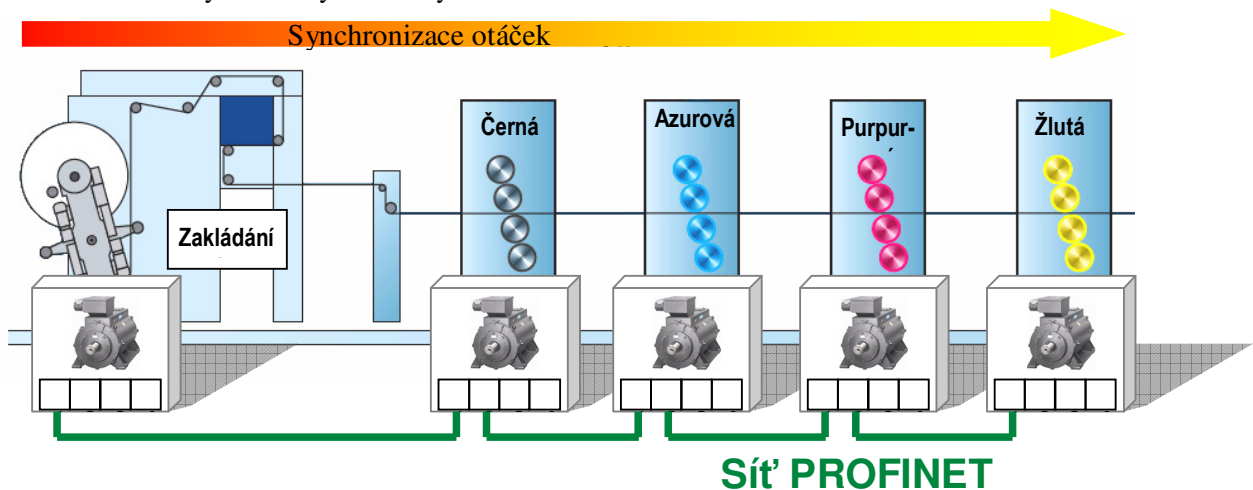 Synchronizace otáček
Černá
Azurová
Purpur-
Žlutá
Zakládání
Síť PROFINET